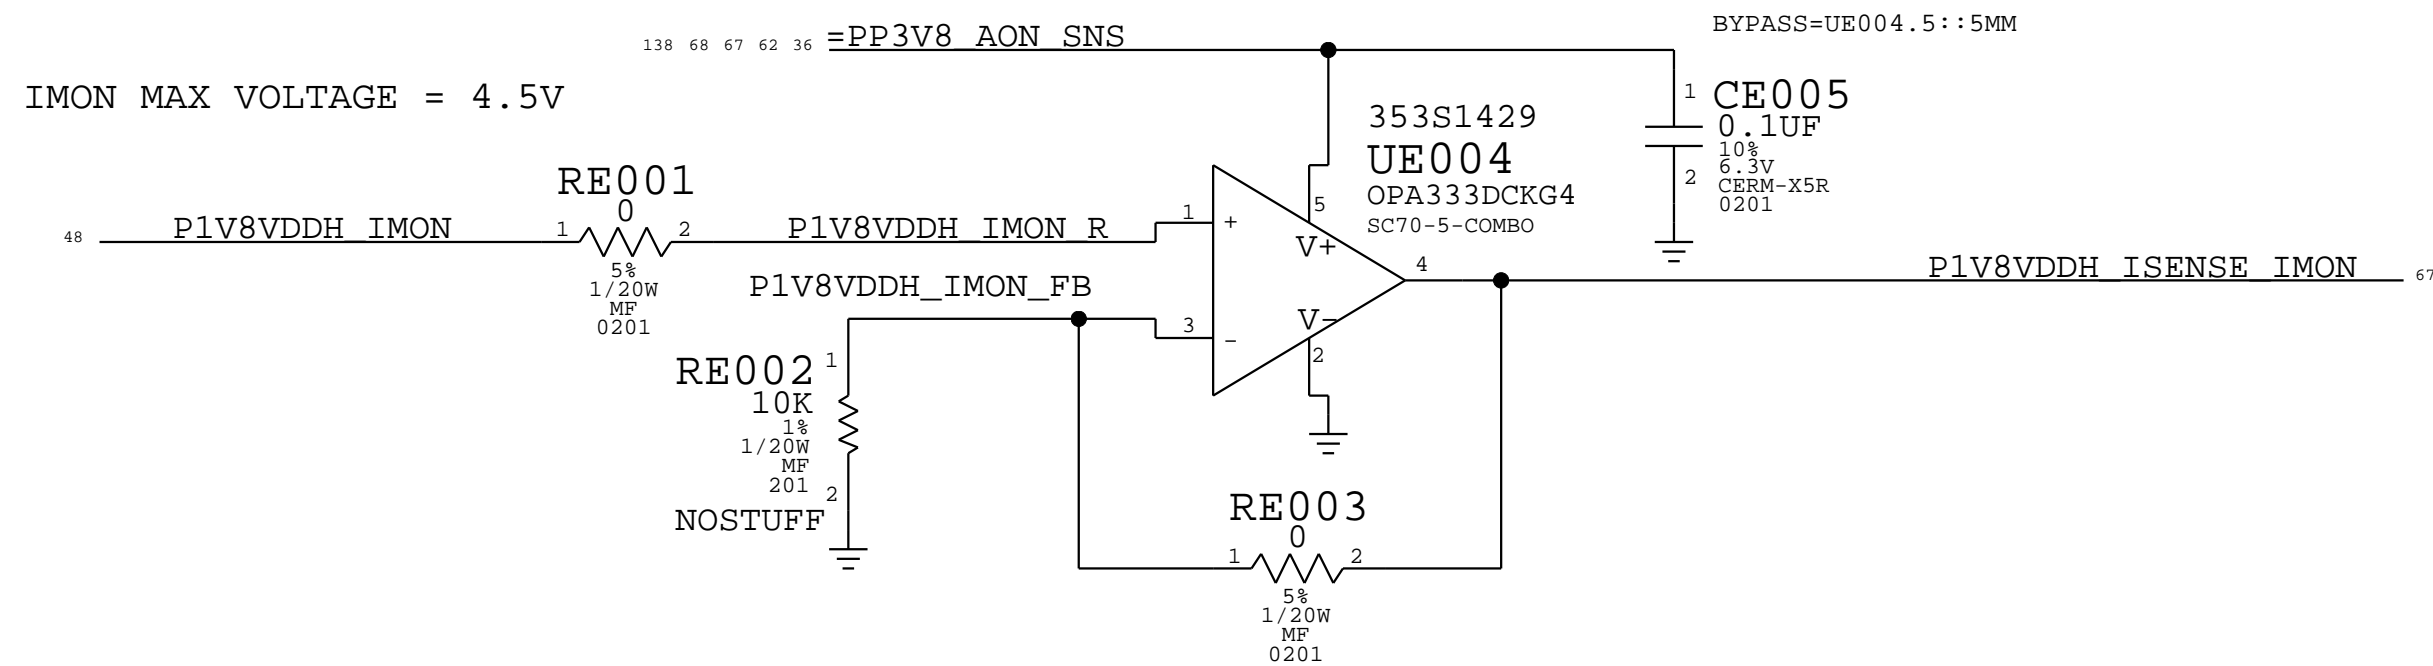 BYPASS=UE004.5::5MM
138 68 67 62 36 =PP3V8_AON_SNS
IMON MAX VOLTAGE = 4.5V
1 CE005
0.1UF
10%
6.3V
2 CERM-X5R
0201
353S1429
UE004
OPA333DCKG4
SC70-5-COMBO
RE001
0
48 P1V8VDDH_IMON 1 2 P1V8VDDH_IMON_R 1 +
5%
1/20W
MF
0201
5
V+
P1V8VDDH_IMON_FB
4 P1V8VDDH_ISENSE_IMON 67
3 -
V-
2
RE002 1
10K
1%
1/20W
MF
201 2
NOSTUFF
RE003
0
1 2
5%
1/20W
MF
0201